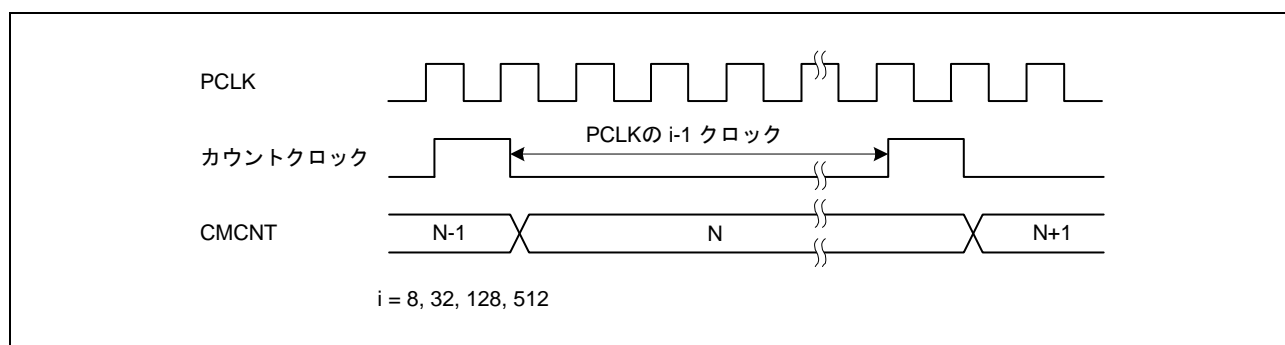 PCLK
PCLKの i-1 クロック
カウントクロック
CMCNT
N-1
N
N+1
i = 8, 32, 128, 512